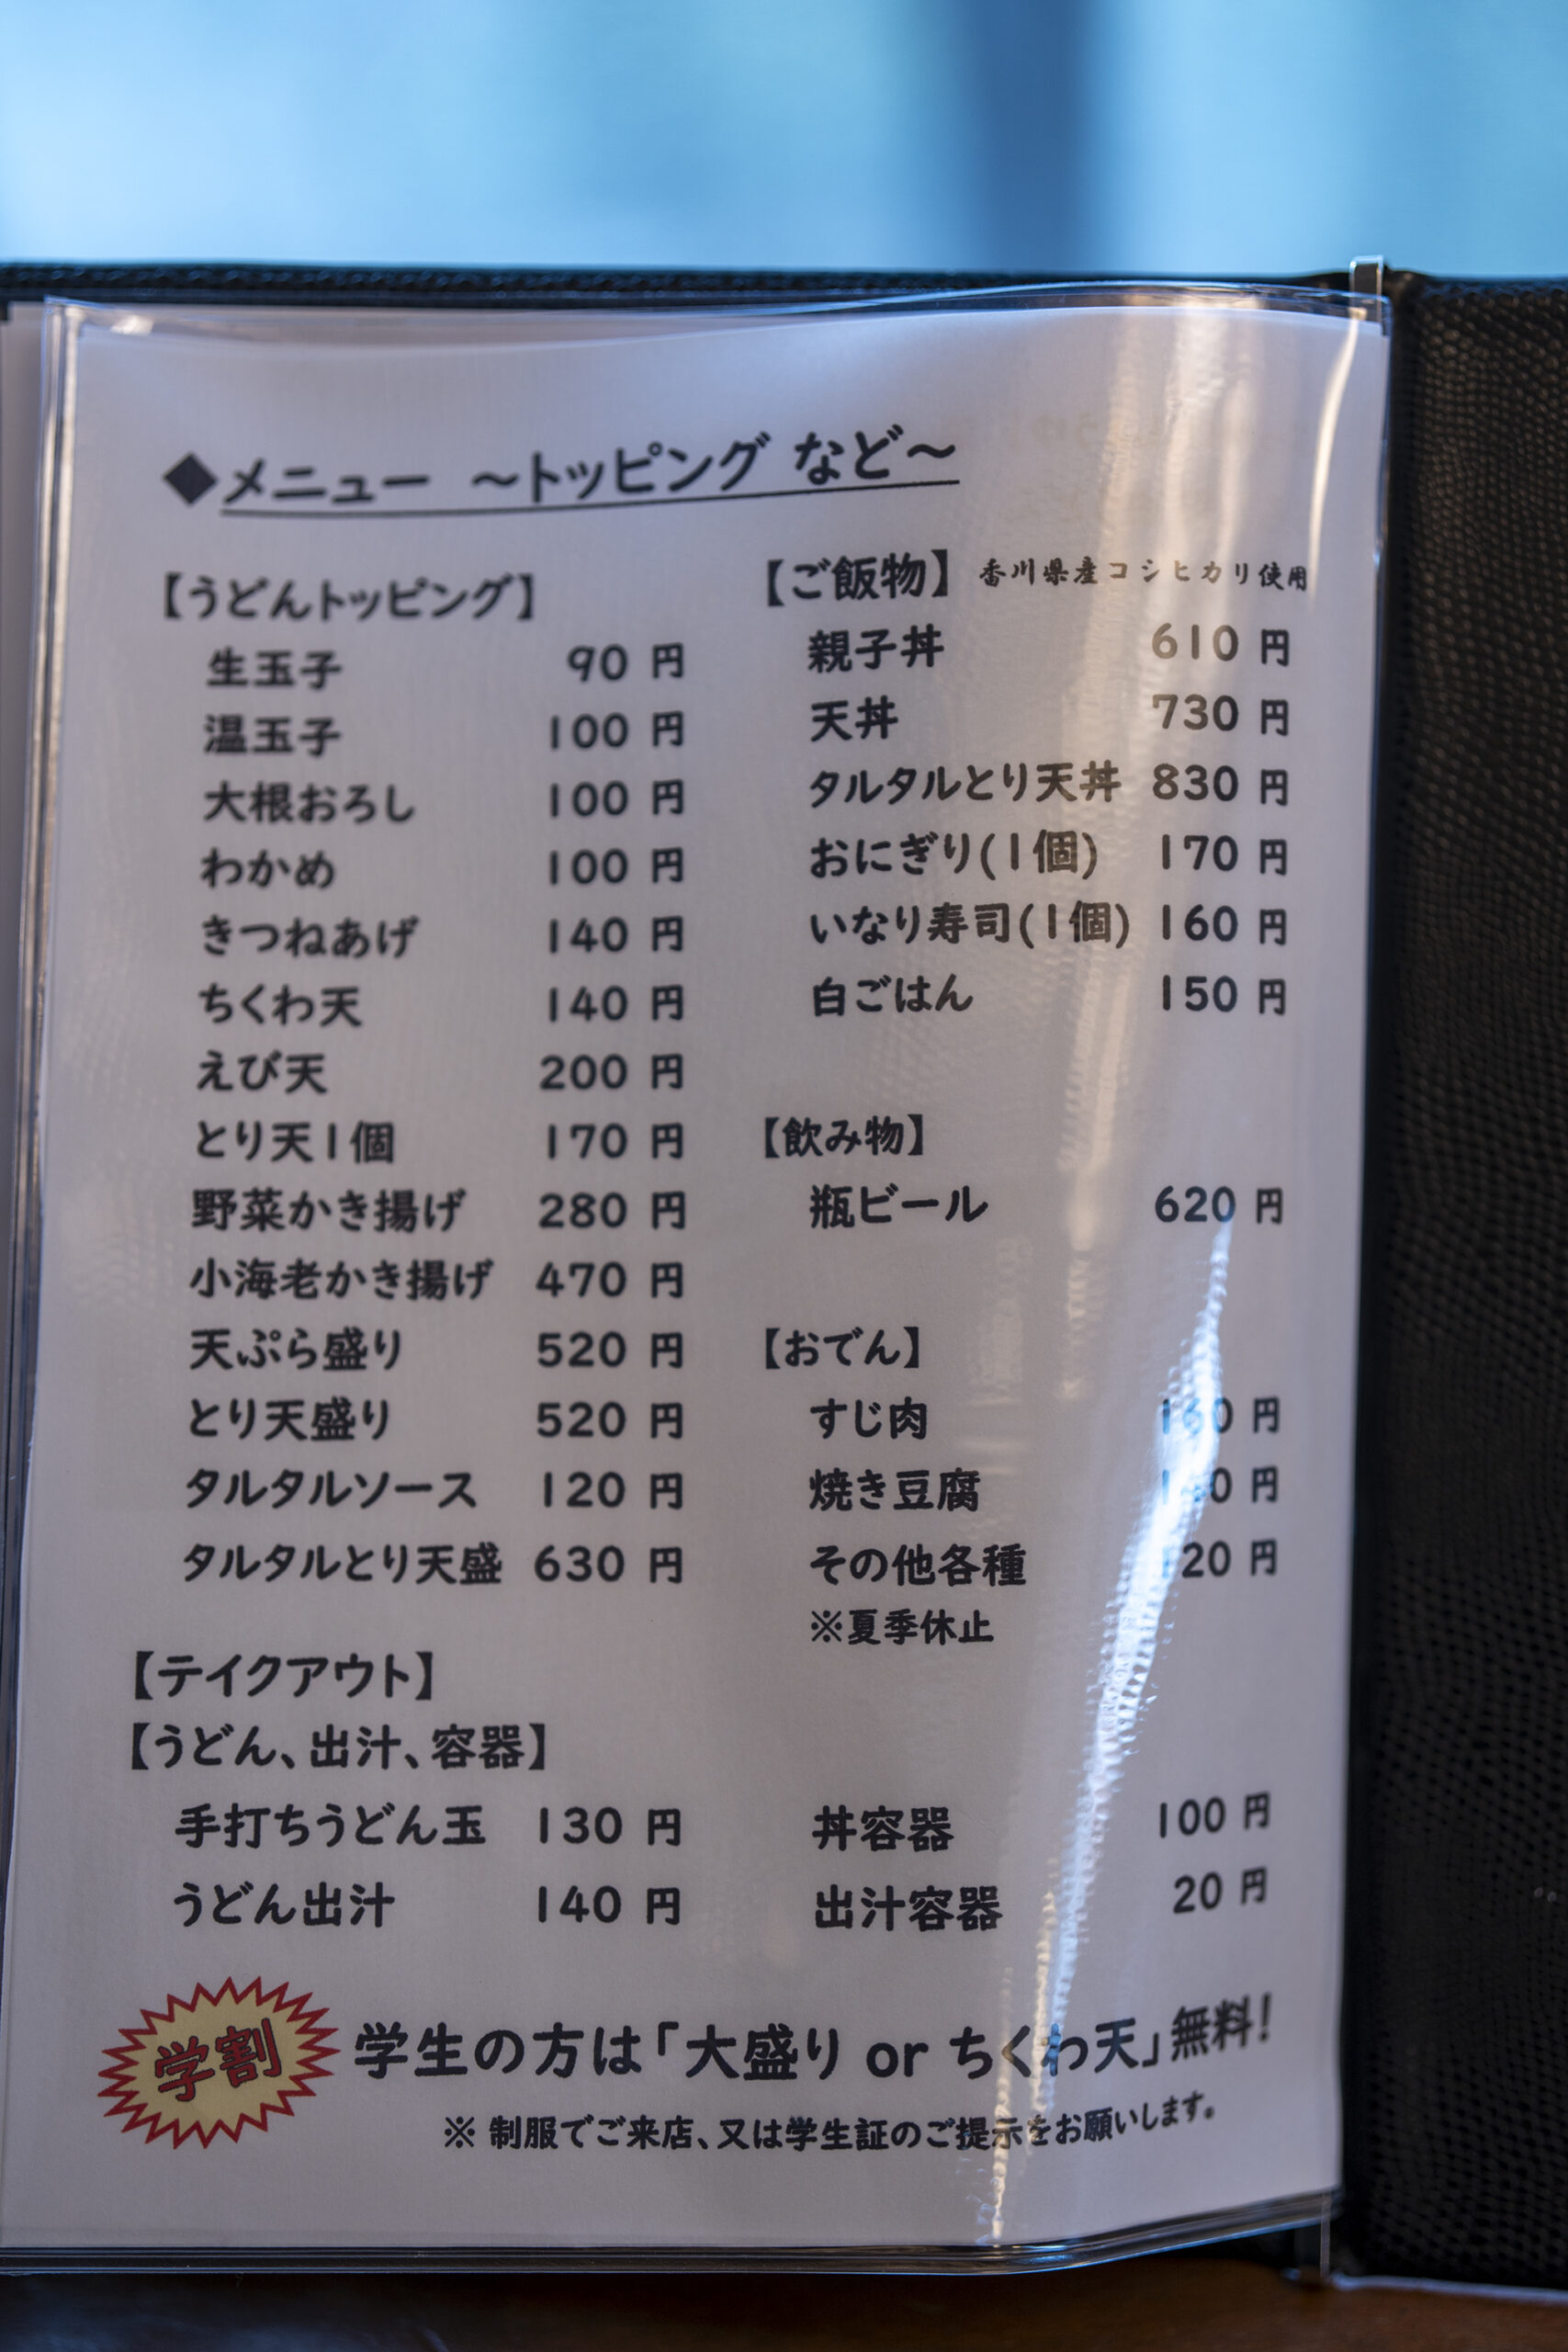 ◆メニュー ～トッピング など～
【うどんトッピング】
生玉子 90 円
温玉子 100 円
大根おろし 100 円
わかめ 100 円
きつねあげ 140 円
ちくわ天 140 円
えび天 200 円
とり天1個 170 円
野菜かき揚げ 280 円
小海老かき揚げ 470 円
天ぷら盛り 520 円
とり天盛り 520 円
タルタルソース 120 円
タルタルとり天盛 630 円
【ご飯物】 香川県産コシヒカリ使用
親子丼 610 円
天丼 730 円
タルタルとり天丼 830 円
おにぎり(1個) 170 円
いなり寿司(1個) 160 円
白ごはん 150 円
【飲み物】
瓶ビール 620 円
【おでん】
すじ肉 160 円
焼き豆腐 円
その他各種 120 円
※夏季休止
【テイクアウト】
【うどん、出汁、容器】
手打ちうどん玉 130 円
うどん出汁 140 円
丼容器 100 円
出汁容器 20 円
学割
学生の方は「大盛り or ちくわ天」無料!
※ 制服でご来店、又は学生証のご提示をお願いします。